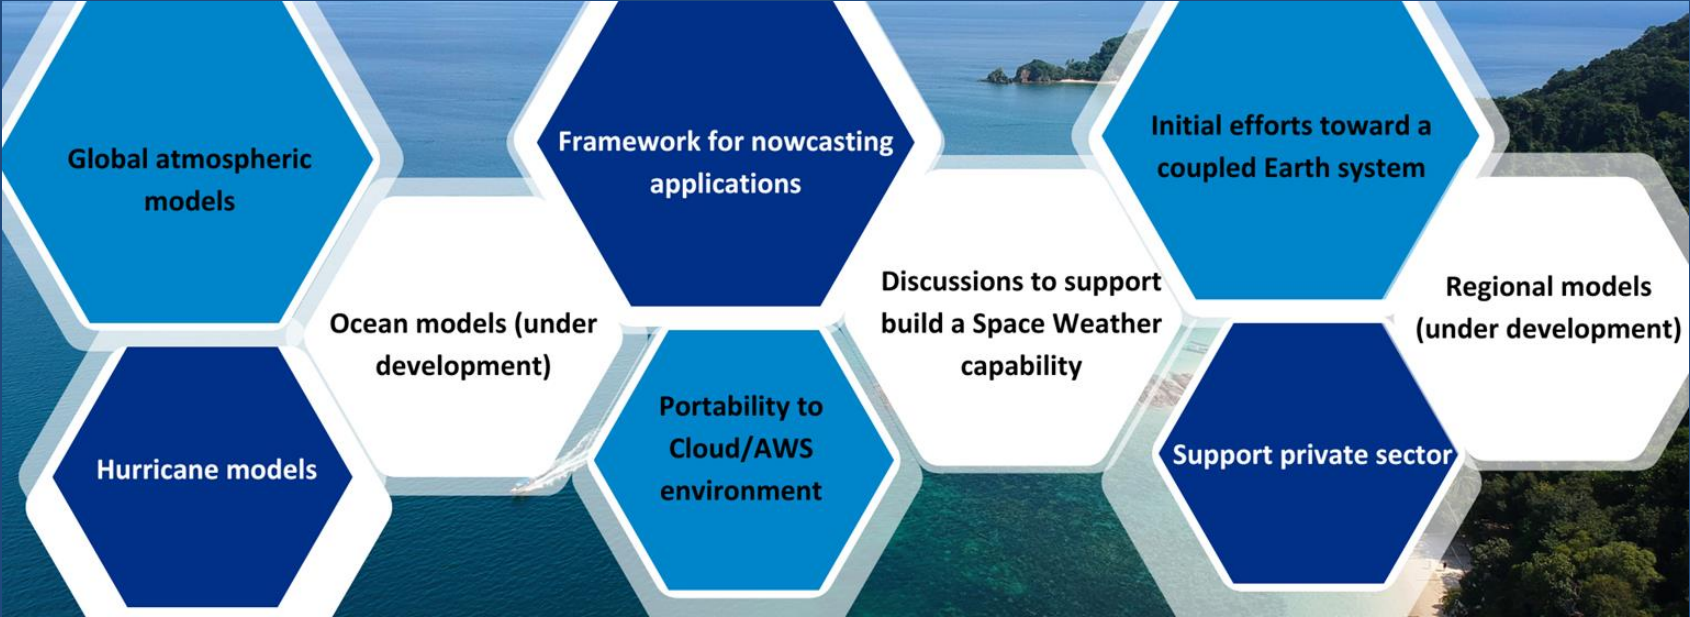 Global atmospheric
models
Hurricane models
Ocean models (under
development)
Framework for nowcasting
applications
Portability to
Cloud/AWS
environment
Discussions to support
build a Space Weather
capability
Initial efforts toward a
coupled Earth system
Support private sector
Regional models
(under development)